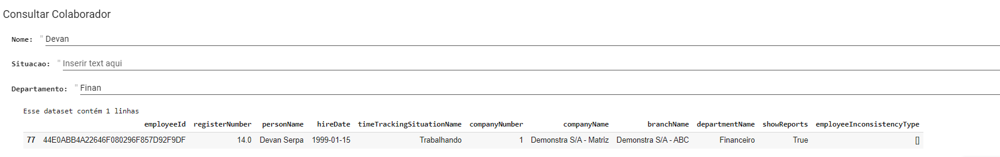 Consultar Colaborador
Nome: " Devan
Situacao: " Inserir text aqui
Departamento: " Finan
Esse dataset contém 1 linhas
employeeId registerNumber personName hireDate timeTrackingSituationName companyNumber companyName branchName departmentName showReports employeeInconsistencyType
77 44E0ABB4A22646F080296F857D92F9DF 14.0 Devan Serpa 1999-01-15 Trabalhando 1 Demonstra S/A - Matriz Demonstra S/A - ABC Financeiro True []